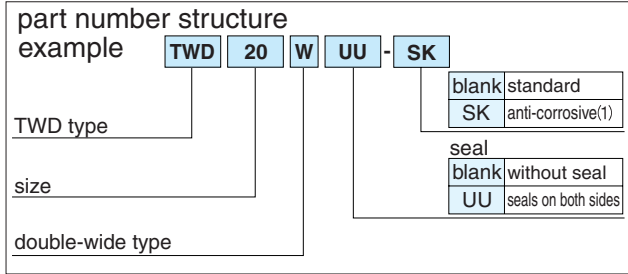 part number structure
example TWD 20 W UU - SK
blank standard
SK anti-corrosive(1)
TWD type
seal
blank without seal
size
UU seals on both sides
double-wide type